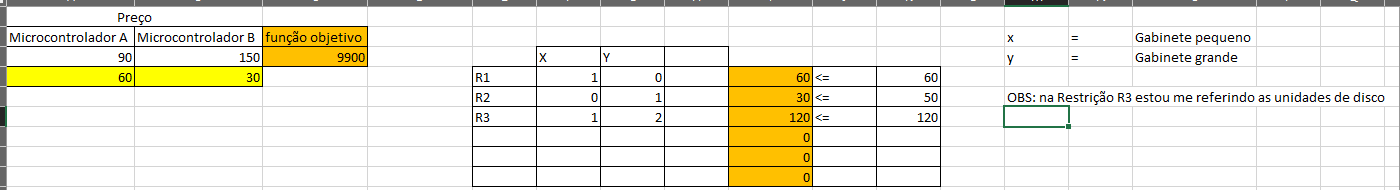 Preço
Microcontrolador A Microcontrolador B função objetivo
90 150 9900
60 30
X Y
R1 1 0 60 <= 60
R2 0 1 30 <= 50
R3 1 2 120 <= 120
0
0
0
x = Gabinete pequeno
y = Gabinete grande
OBS: na Restrição R3 estou me referindo as unidades de disco